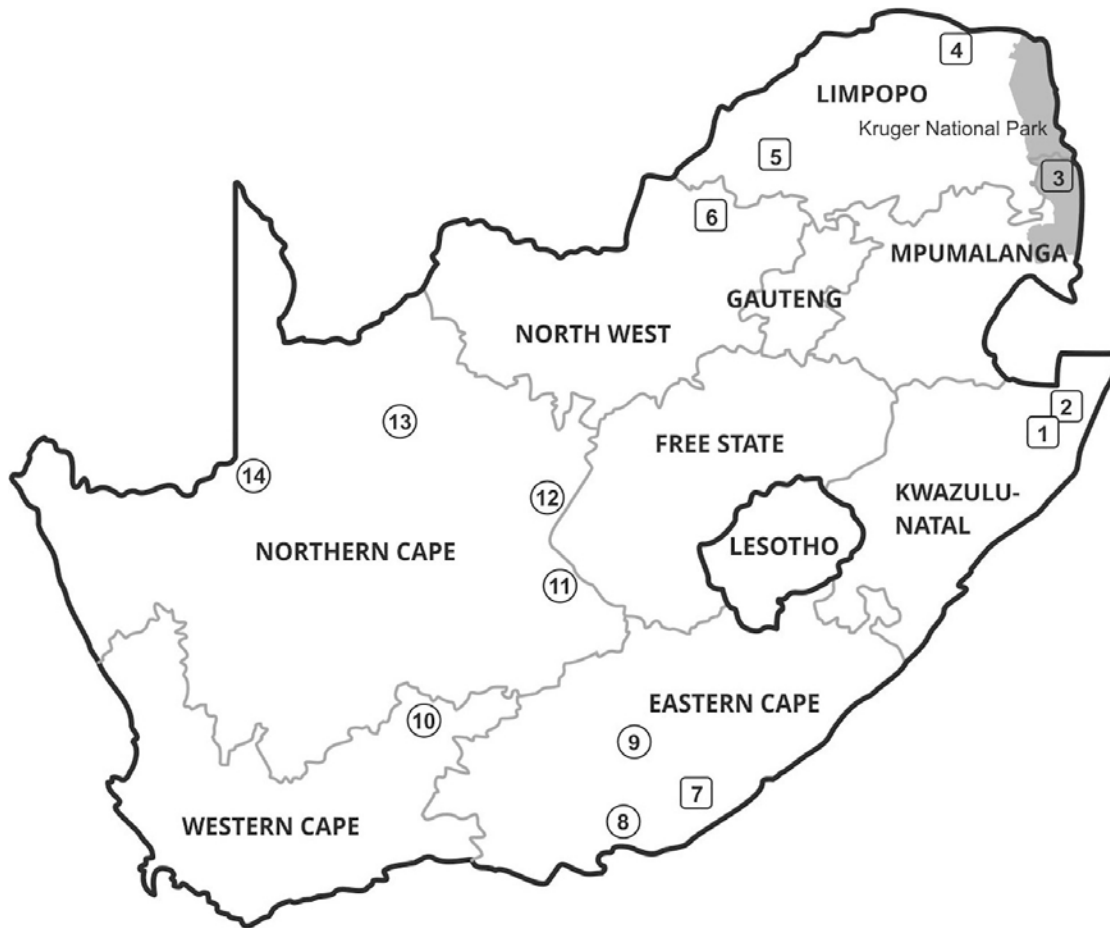 4
LIMPOPO
Kruger National Park
5
3
6
MPUMALANGA
GAUTENG
NORTH WEST
2
13
1
FREE STATE
14
12
KWAZULU-
NATAL
NORTHERN CAPE
LESOTHO
11
EASTERN CAPE
10
9
7
WESTERN CAPE
8